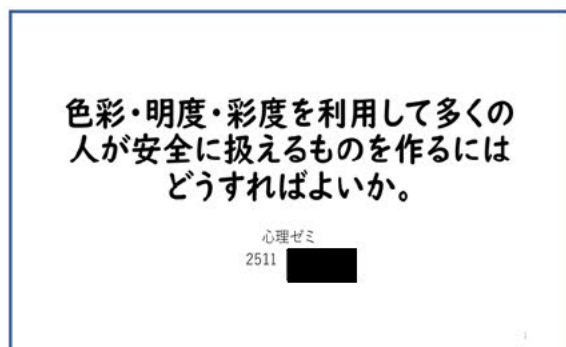 色彩・明度・彩度を利用して多くの
人が安全に扱えるものを作るには
どうすればよいか。
心理ゼミ
2511
1